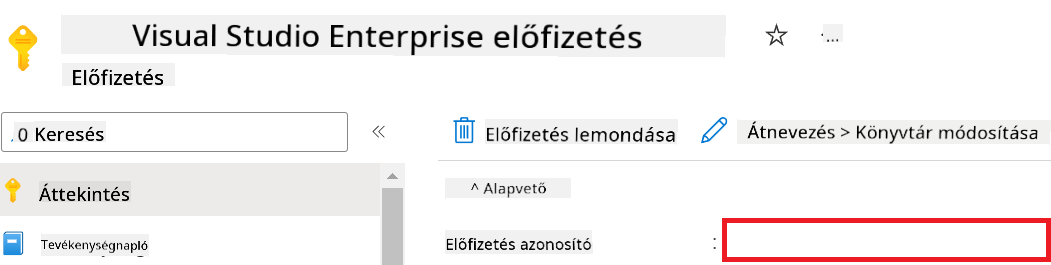 Visual Studio Enterprise előfizetés
...
Előfizetés
0 Keresés
«
Előfizetés lemondása
Átnevezés > Könyvtár módosítása
Áttekintés
^ Alapvető
Tevékenységnapló
Előfizetés azonosító :